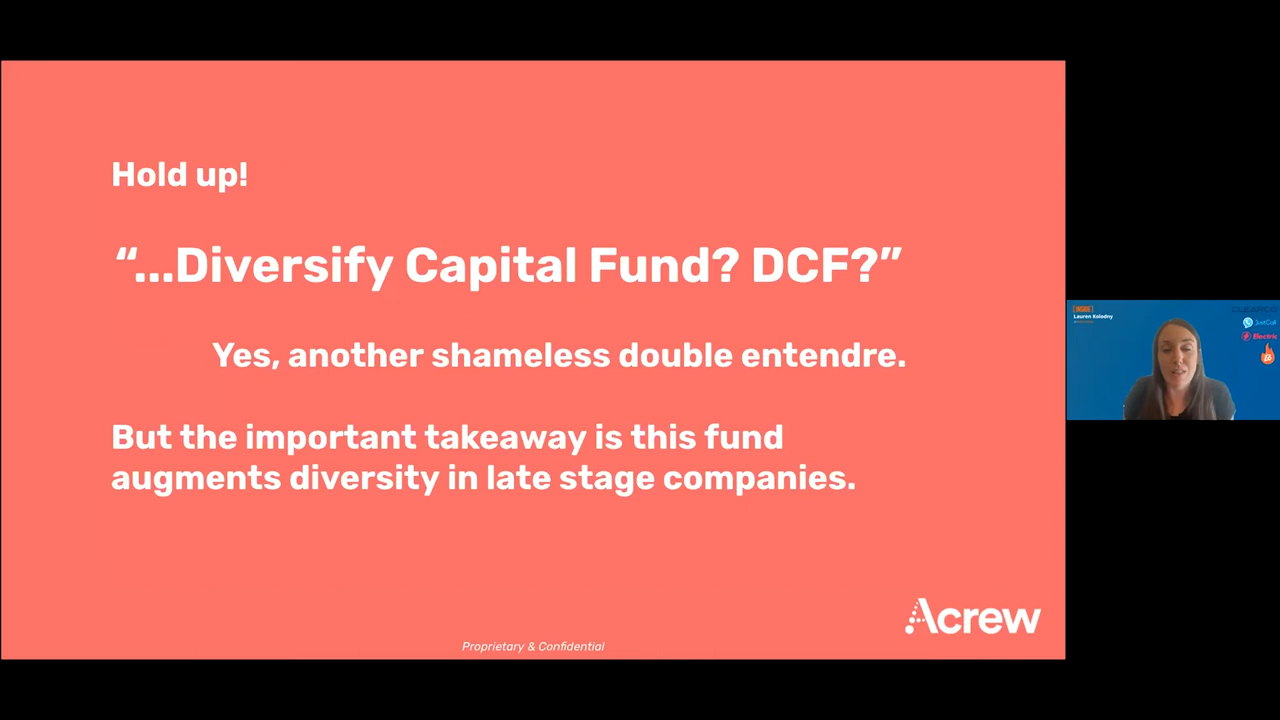 Hold up!
“...Diversify Capital Fund? DCF?”
Yes, another shameless double entendre.
But the important takeaway is this fund
augments diversity in late stage companies.
Acrew
Proprietary & Confidential
[INSIDE]
Lauren Kolodny
JustCall
Electric